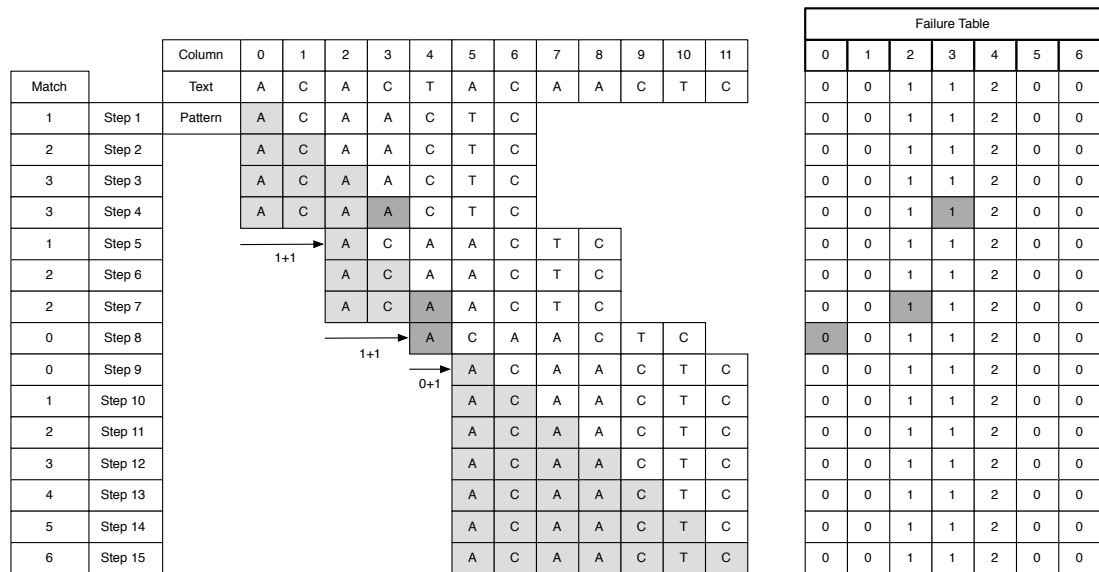 Failure Table
Column 0 1 2 3 4 5 6 7 8 9 10 11 0 1 2 3 4 5 6
Match Text A C A C T A C A A C T C 0 0 1 1 2 0 0
1 Step 1 Pattern A C A A C T C 0 0 1 1 2 0 0
2 Step 2 A C A A C T C 0 0 1 1 2 0 0
3 Step 3 A C A A C T C 0 0 1 1 2 0 0
3 Step 4 A C A A C T C 0 0 1 1 2 0 0
1 Step 5 A C A A C T C 0 0 1 1 2 0 0
1+1
2 Step 6 A C A A C T C 0 0 1 1 2 0 0
2 Step 7 A C A A C T C 0 0 1 1 2 0 0
0 Step 8 A C A A C T C 0 0 1 1 2 0 0
1+1
0 Step 9 A C A A C T C 0 0 1 1 2 0 0
0+1
1 Step 10 A C A A C T C 0 0 1 1 2 0 0
2 Step 11 A C A A C T C 0 0 1 1 2 0 0
3 Step 12 A C A A C T C 0 0 1 1 2 0 0
4 Step 13 A C A A C T C 0 0 1 1 2 0 0
5 Step 14 A C A A C T C 0 0 1 1 2 0 0
6 Step 15 A C A A C T C 0 0 1 1 2 0 0